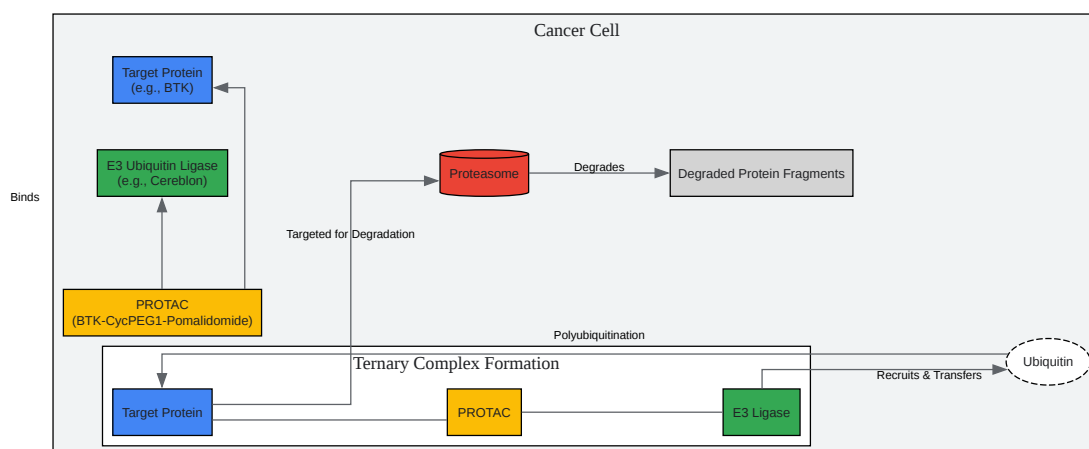 Cancer Cell
Target Protein
(e.g., BTK)
E3 Ubiquitin Ligase
(e.g., Cereblon)
Proteasome
Degrades
Degraded Protein Fragments
Binds
Targeted for Degradation
PROTAC
(BTK-CycPEG1-Pomalidomide)
Polyubiquitination
Ternary Complex Formation
Ubiquitin
Recruits & Transfers
Target Protein
PROTAC
E3 Ligase